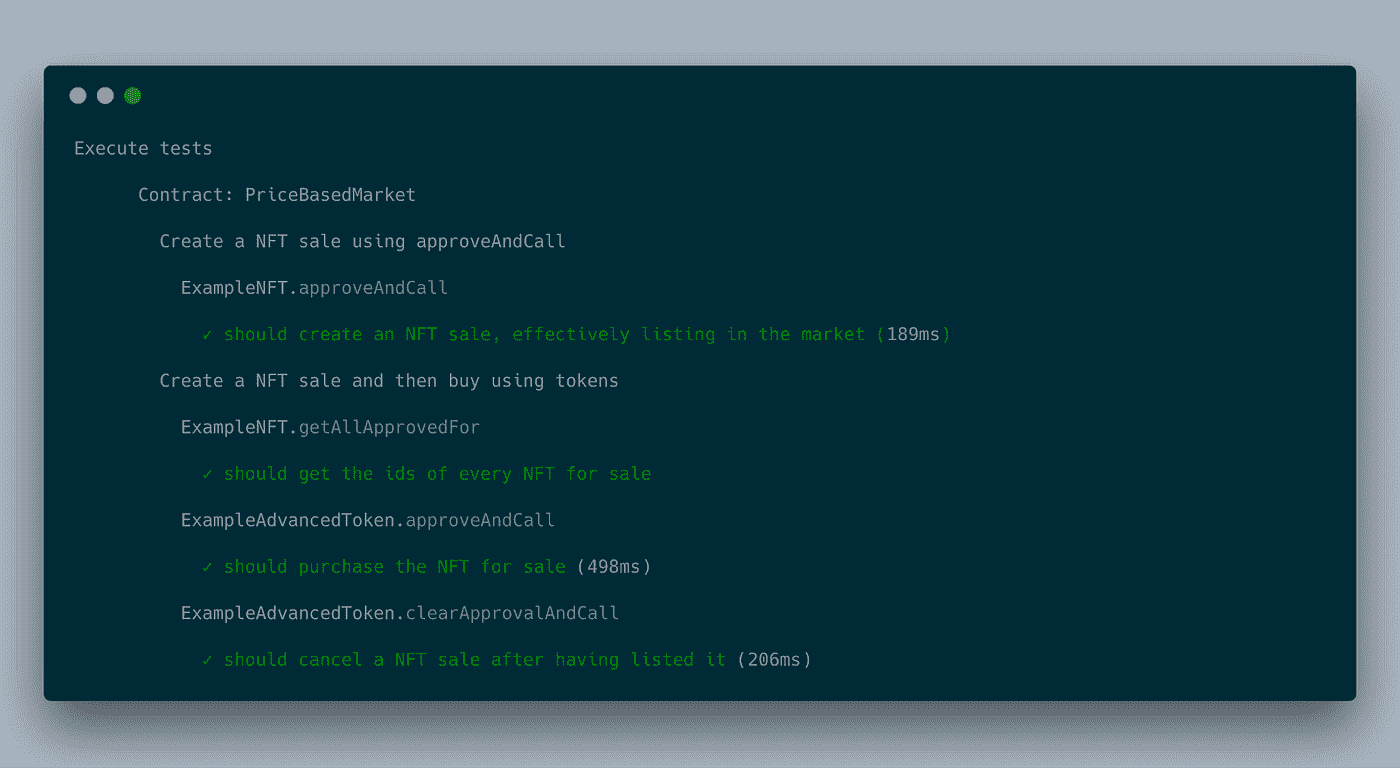 Execute tests
Contract: PriceBasedMarket
Create a NFT sale using approveAndCall
ExampleNFT.approveAndCall
✓ should create an NFT sale, effectively listing in the market (189ms)
Create a NFT sale and then buy using tokens
ExampleNFT.getAllApprovedFor
✓ should get the ids of every NFT for sale
ExampleAdvancedToken.approveAndCall
✓ should purchase the NFT for sale (498ms)
ExampleAdvancedToken.clearApprovalAndCall
✓ should cancel a NFT sale after having listed it (206ms)